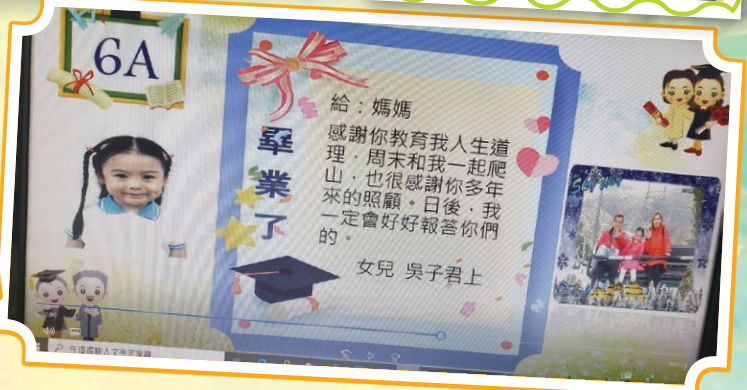 6A
畢業了
給：媽媽
感謝你教育我人生道
理，周末和我一起爬
山，也很感謝你多年
來的照顧。日後，我
一定會好好報答你們
的。
女兒 吳子君上